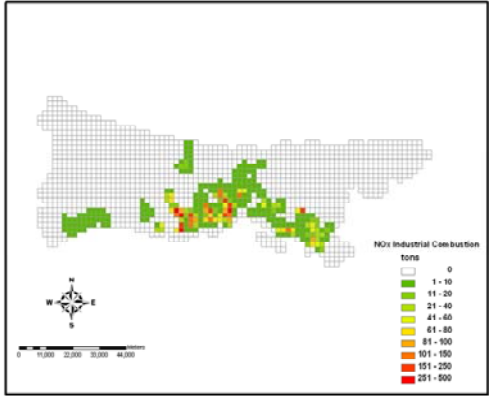 NOx Industrial Combustion
tons
0
1 - 10
11 - 20
21 - 40
41 - 60
61 - 80
81 - 100
101 - 150
151 - 250
251 - 500
N
W E
S
Meters
0 11,000 22,000 33,000 44,000